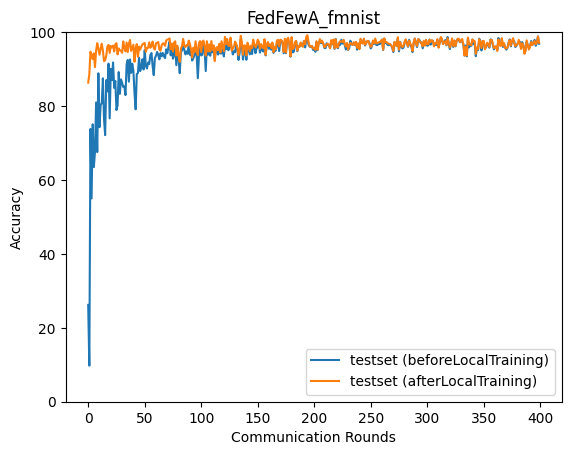 FedFewA_fmnist
100
80
60
40
20
0
Accuracy
0 50 100 150 200 250 300 350 400
Communication Rounds
testset (beforeLocalTraining)
testset (afterLocalTraining)